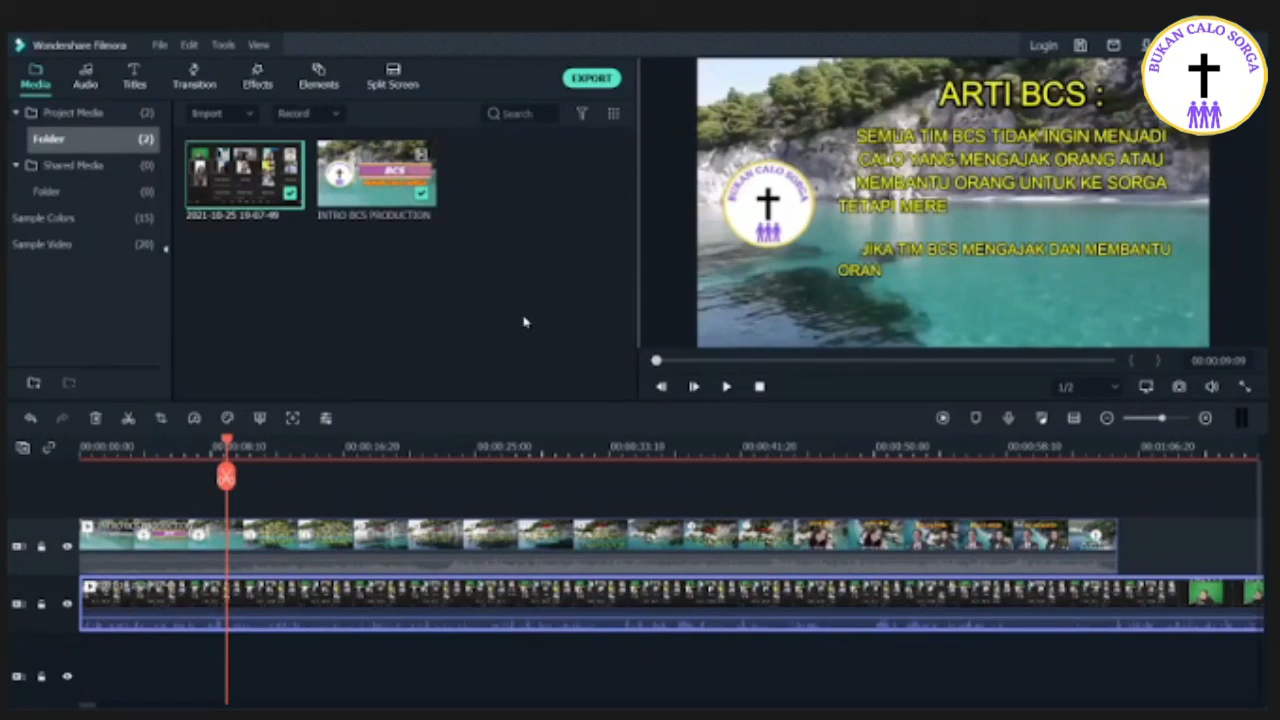 Wondershare Filmora File Edit Tools View Login
BUKAN CALO SORGA
Media Audio Titles Transition Effects Elements Split Screen EXPORT
Project Media (2) Import Record Search
Folder (2)
Shared Media (0)
Folder (0)
Sample Colors (15)
Sample Video (20)
BCS
2021-10-25 19-07-49 INTRO BCS PRODUCTION
ARTI BCS :
SEMUA TIM BCS TIDAK INGIN MENJADI
CALO YANG MENGAJAK ORANG ATAU
MEMBANTU ORANG UNTUK KE SORGA
TETAPI MERE
JIKA TIM BCS MENGAJAK DAN MEMBANTU
ORAN
BUKAN CALO SORGA
00:00:09:09
1/2
00:00:00:00 00:00:08:10 00:00:16:20 00:00:25:00 00:00:33:10 00:00:41:20 00:00:50:00 00:00:58:10 00:01:06:20